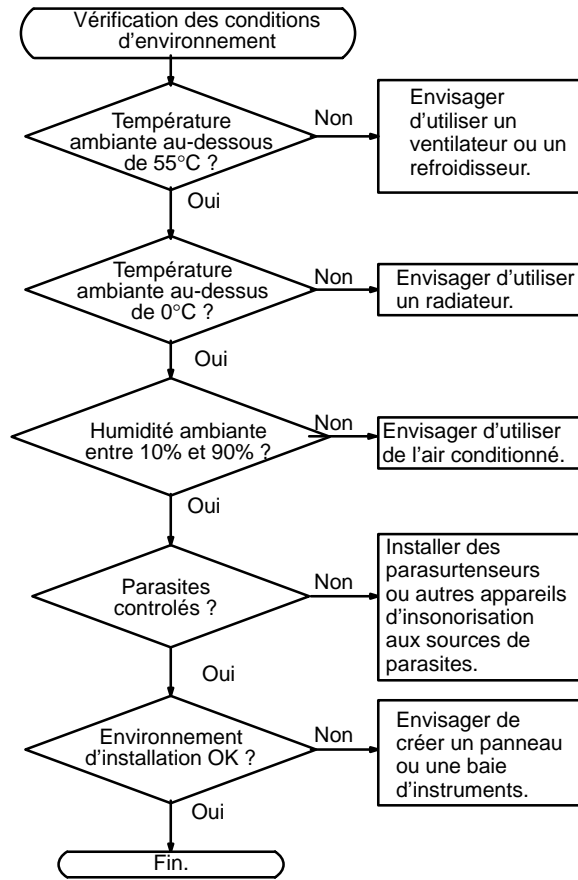 Vérification des conditions
d'environnement
Température
ambiante au-dessous
de 55°C ?
Non
Envisager
d'utiliser un
ventilateur ou un
refroidisseur.
Oui
Température
ambiante au-dessus
de 0°C ?
Non
Envisager d'utiliser
un radiateur.
Oui
Humidité ambiante
entre 10% et 90% ?
Non
Envisager d'utiliser
de l'air conditionné.
Oui
Parasites
controlés ?
Non
Installer des
parasurtenseurs
ou autres appareils
d'insonorisation
aux sources de
parasites.
Oui
Environnement
d'installation OK ?
Non
Envisager de
créer un panneau
ou une baie
d'instruments.
Oui
Fin.